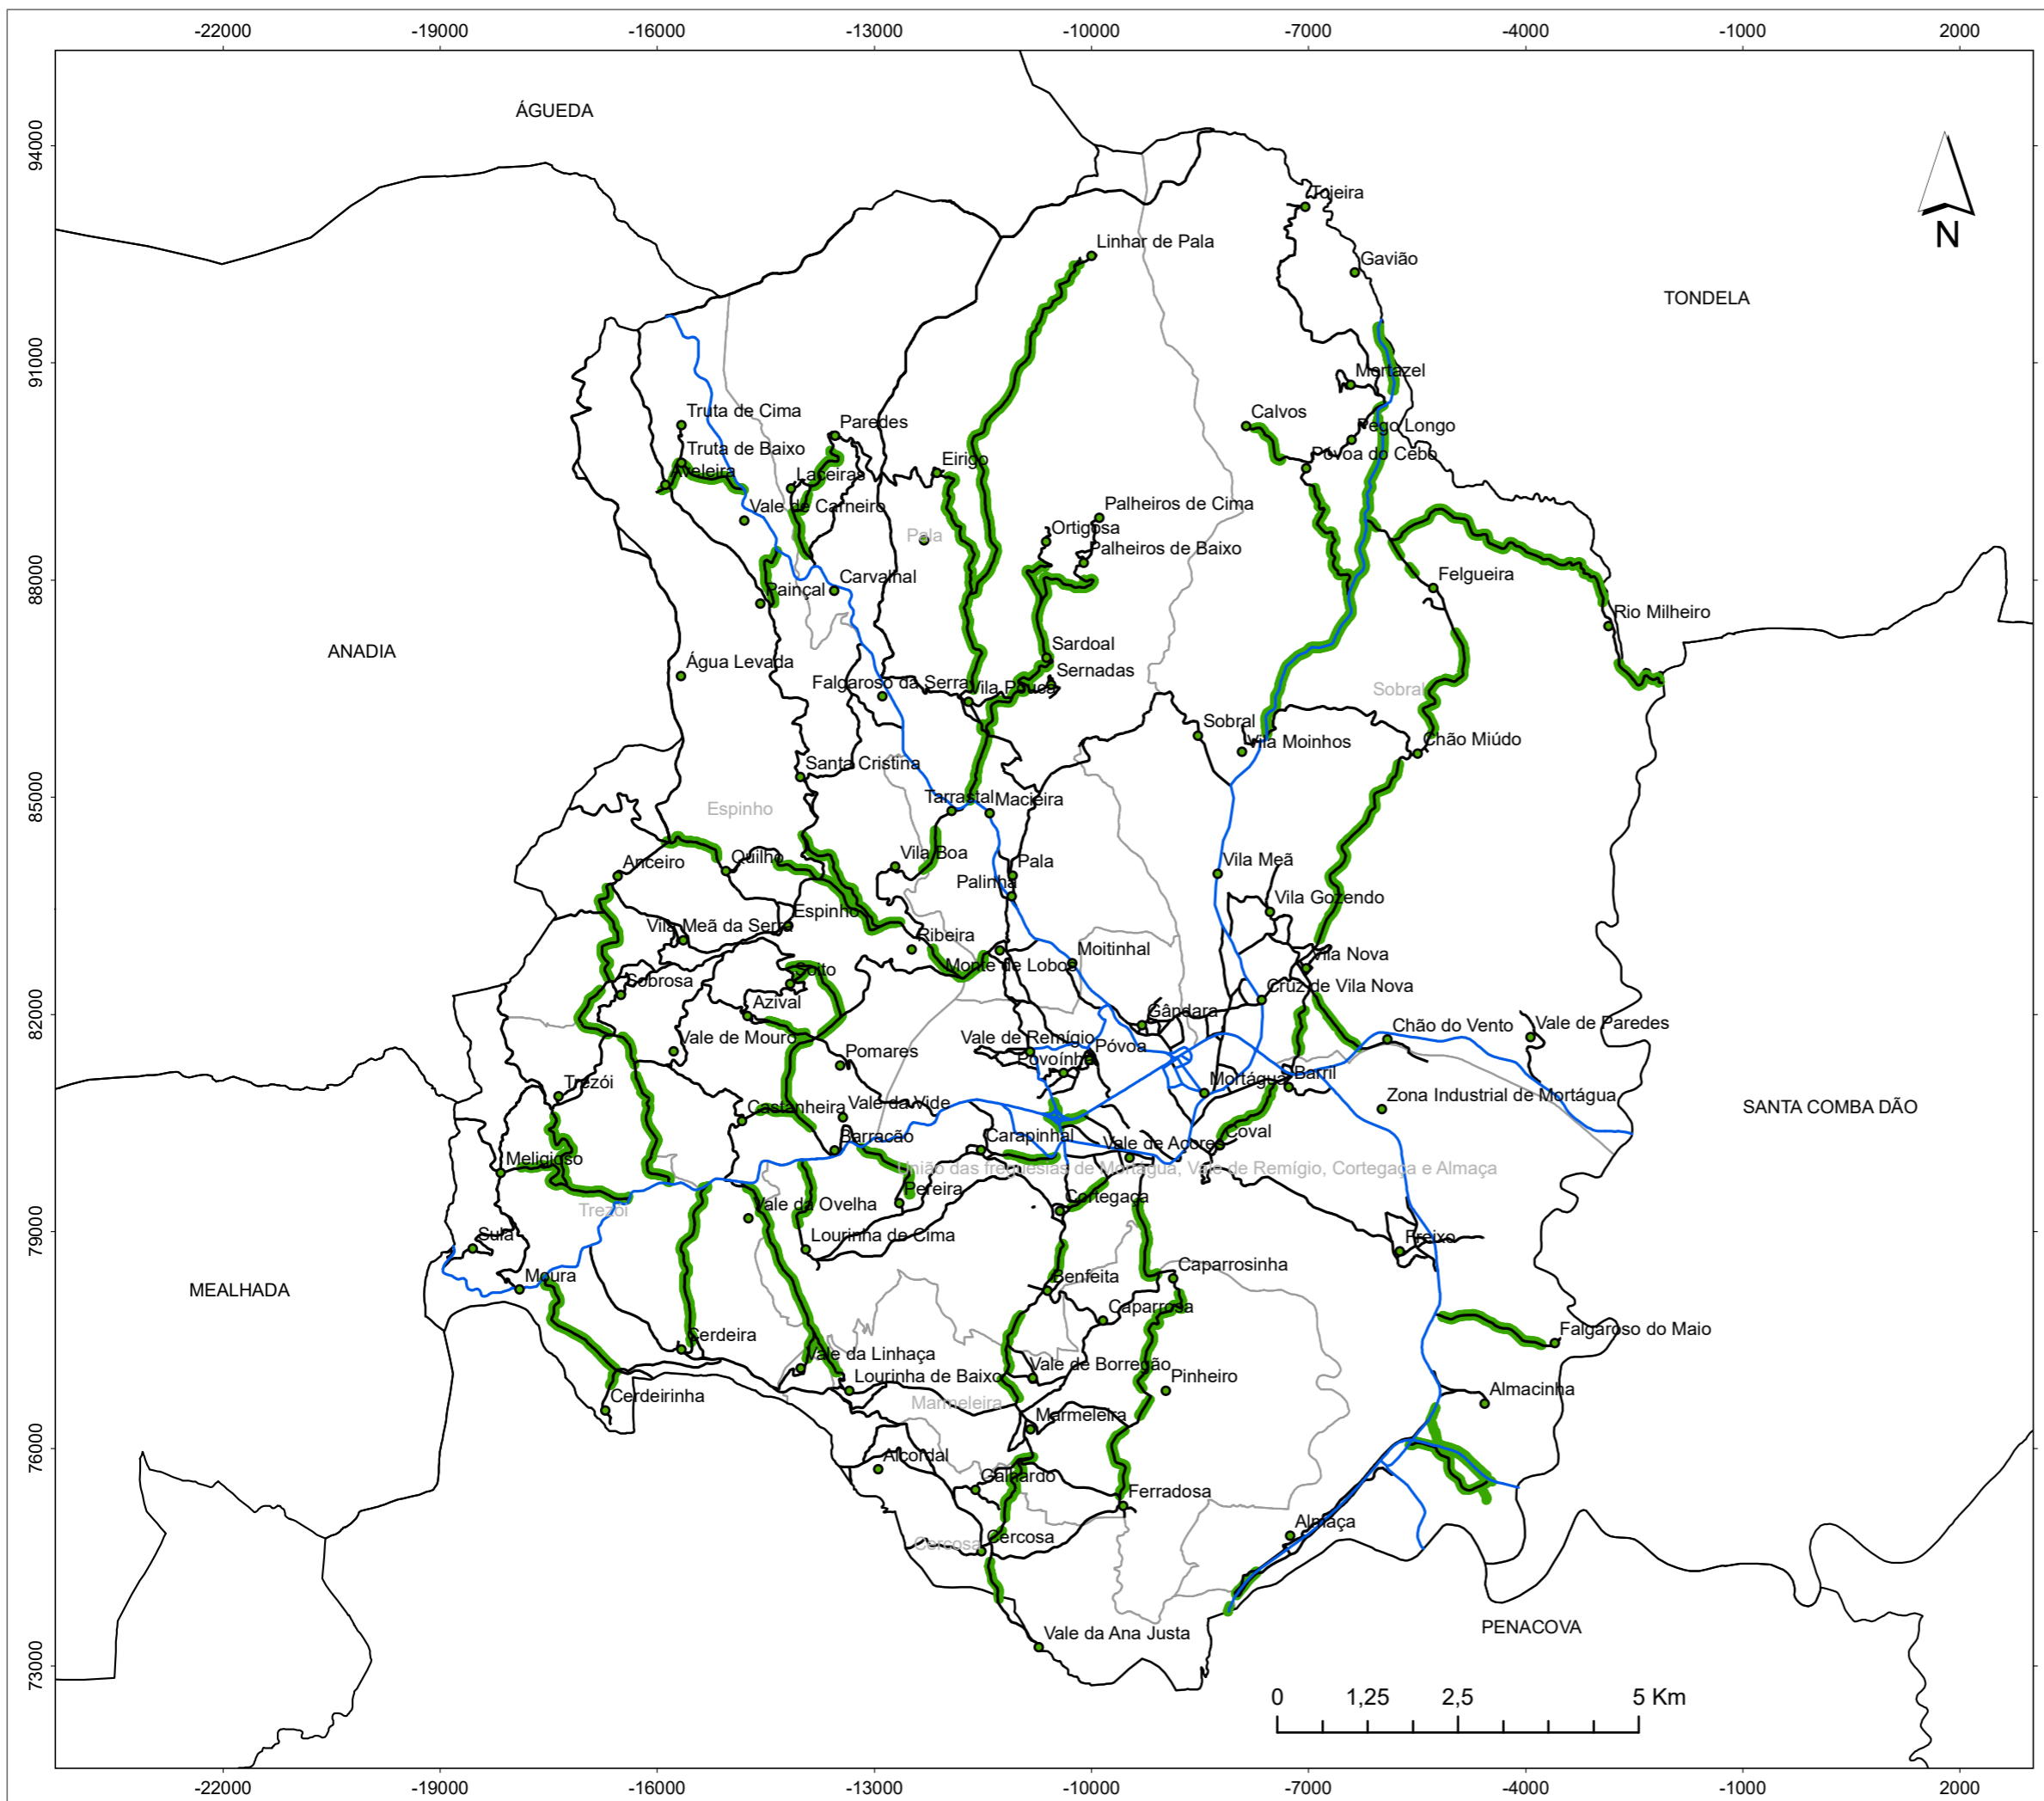 -22000 -19000 -16000 -13000 -10000 -7000 -4000 -1000 2000
ÁGUEDA
94000
Tojeira
N
Linhar de Pala
Gavião
TONDELA
91000
Mortazel
Truta de Cima
Paredes
Calvos
Pego Longo
Truta de Baixo
Eirigo
Póvoa do Cebo
Aveleira
Laceiras
Vale de Carneiro
Palheiros de Cima
Pala
Ortigosa
Palheiros de Baixo
88000
Painçal
Carvalhal
Felgueira
Rio Milheiro
ANADIA
Água Levada
Sardoal
Sernadas
Falgaroso da Serra
Vila Pouca
Sobral
Sobral
Vila Moinhos
Chão Miúdo
Santa Cristina
85000
Espinho
Tarrastal
Macieira
Anceiro
Quilho
Vila Boa
Pala
Vila Meã
Palinha
Vila Gozendo
Vila Meã da Serra
Espinho
Ribeira
Monte de Lobos
Moitinhal
Vila Nova
Sobrosa
Soito
Cruz de Vila Nova
82000
Azival
Gândara
Chão do Vento
Vale de Paredes
Vale de Mouro
Pomares
Vale de Remígio
Póvoa
Povoínha
Trezói
Mortágua
Barril
Zona Industrial de Mortágua
SANTA COMBA DÃO
Castanheira
Vale da Vide
Barracão
Carapinhal
Vale de Açores
Coval
Meligioso
União das freguesias de Mortágua, Vale de Remígio, Cortegaça e Almaça
Pereira
Cortegaça
Trezói
Vale da Ovelha
79000
Sula
Lourinha de Cima
Freixo
MEALHADA
Moura
Benfeita
Caparrosinha
Caparrosa
Cerdeira
Falgaroso do Maio
Vale da Linhaça
Vale de Borregão
Lourinha de Baixo
Pinheiro
Cerdeirinha
Marmeleira
Almacinha
Marmeleira
76000
Alcordal
Galhardo
Ferradosa
Almaça
Cercosa
Cercosa
PENACOVA
Vale da Ana Justa
73000
0 1,25 2,5 5 Km
-22000 -19000 -16000 -13000 -10000 -7000 -4000 -1000 2000